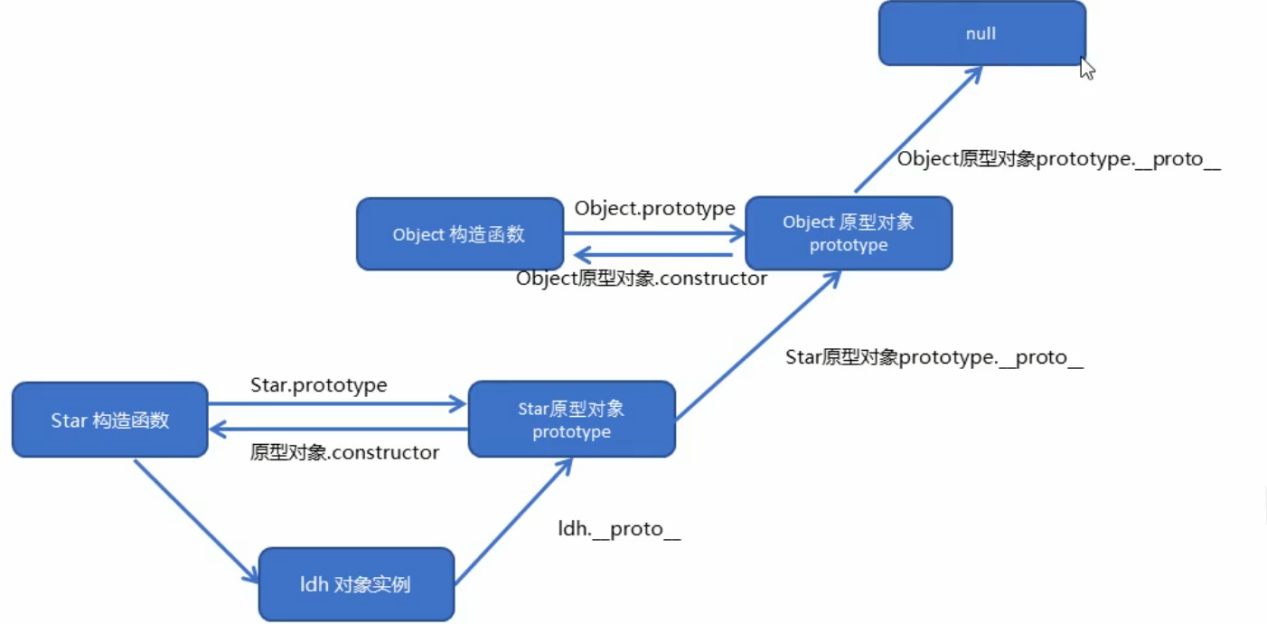 null
Object原型对象prototype.__proto__
Object.prototype
Object 构造函数
Object 原型对象
prototype
Object原型对象.constructor
Star原型对象prototype.__proto__
Star.prototype
Star 构造函数
Star原型对象
prototype
原型对象.constructor
ldh.__proto__
ldh 对象实例